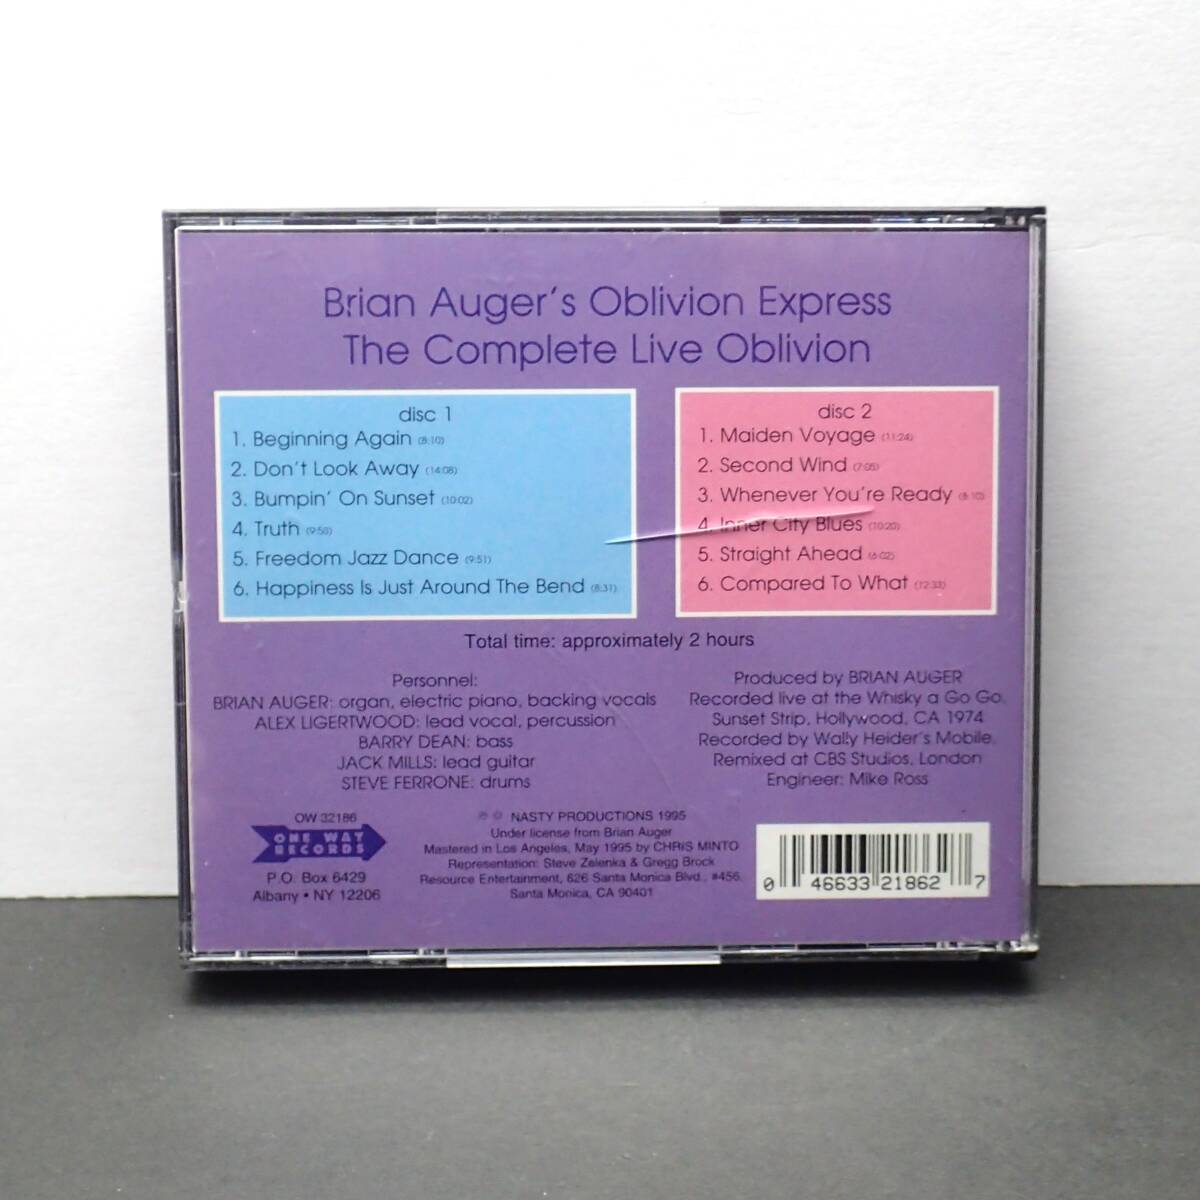 Brian Auger's Oblivion Express
The Complete Live Oblivion
disc 1
1. Beginning Again (8:10)
2. Don't Look Away (14:08)
3. Bumpin' On Sunset (10:02)
4. Truth (9:58)
5. Freedom Jazz Dance (9:51)
6. Happiness Is Just Around The Bend (8:31)
disc 2
1. Maiden Voyage (11:24)
2. Second Wind (7:05)
3. Whenever You're Ready (8:10)
4. Inner City Blues (10:20)
5. Straight Ahead (6:02)
6. Compared To What (12:33)
Total time: approximately 2 hours
Personnel:
BRIAN AUGER: organ, electric piano, backing vocals
ALEX LIGERTWOOD: lead vocal, percussion
BARRY DEAN: bass
JACK MILLS: lead guitar
STEVE FERRONE: drums
Produced by BRIAN AUGER
Recorded live at the Whisky a Go Go,
Sunset Strip, Hollywood, CA 1974
Recorded by Wally Heider's Mobile.
Remixed at CBS Studios, London
Engineer: Mike Ross
OW 32186
ONE WAY
RECORDS
P.O. Box 6429
Albany • NY 12206
℗ © NASTY PRODUCTIONS 1995
Under license from Brian Auger
Mastered in Los Angeles, May 1995 by CHRIS MINTO
Representation: Steve Zelenka & Gregg Brock
Resource Entertainment, 626 Santa Monica Blvd., #456,
Santa Monica, CA 90401
0 46633 21862 7